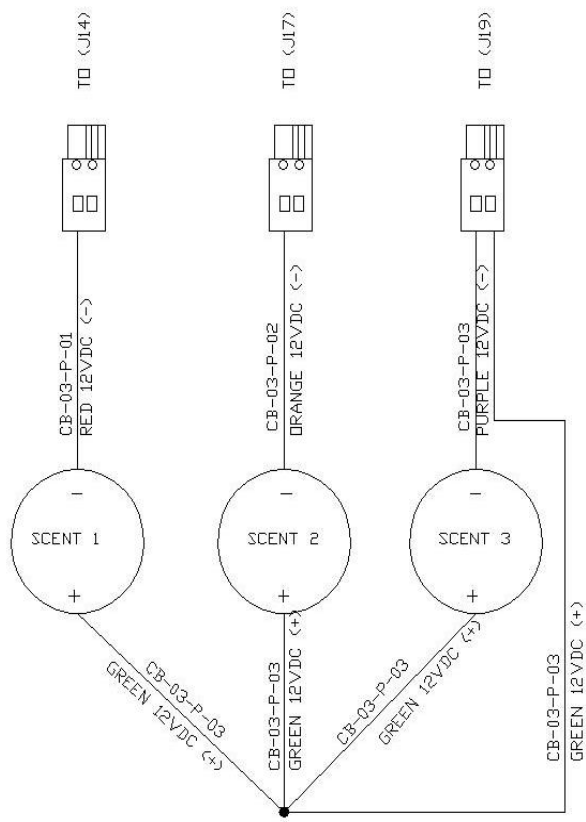 TO (J14)
TO (J17)
TO (J19)
CB-03-P-01
RED 12VDC (-)
CB-03-P-02
ORANGE 12VDC (-)
CB-03-P-03
PURPLE 12VDC (-)
-
SCENT 1
+
-
SCENT 2
+
-
SCENT 3
+
CB-03-P-03
GREEN 12VDC (+)
CB-03-P-03
GREEN 12VDC (+)
CB-03-P-03
GREEN 12VDC (+)
CB-03-P-03
GREEN 12VDC (+)